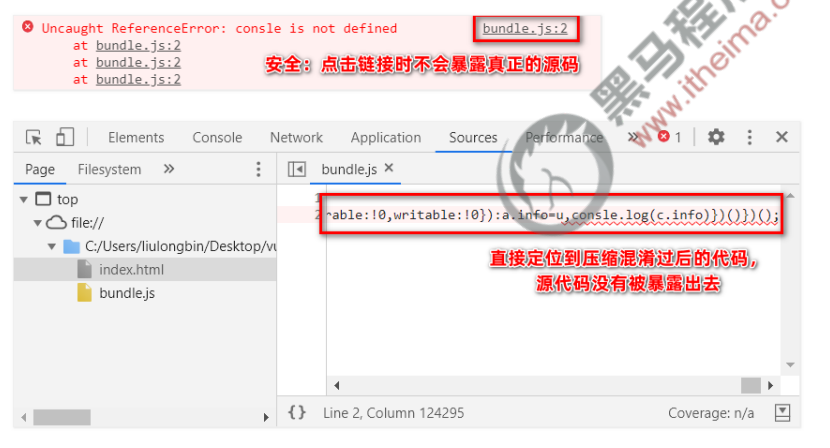 Uncaught ReferenceError: consle is not defined bundle.js:2
at bundle.js:2
at bundle.js:2
at bundle.js:2
安全：点击链接时不会暴露真正的源码
黑马程
www.itheima.co
Elements Console Network Application Sources Performance » 1
Page Filesystem » bundle.js ×
top
file://
C:/Users/liulongbin/Desktop/vu
index.html
bundle.js
1
2 rable:!0,writable:!0}):a.info=u,consle.log(c.info)})()})();
直接定位到压缩混淆过后的代码，
源代码没有被暴露出去
{} Line 2, Column 124295 Coverage: n/a